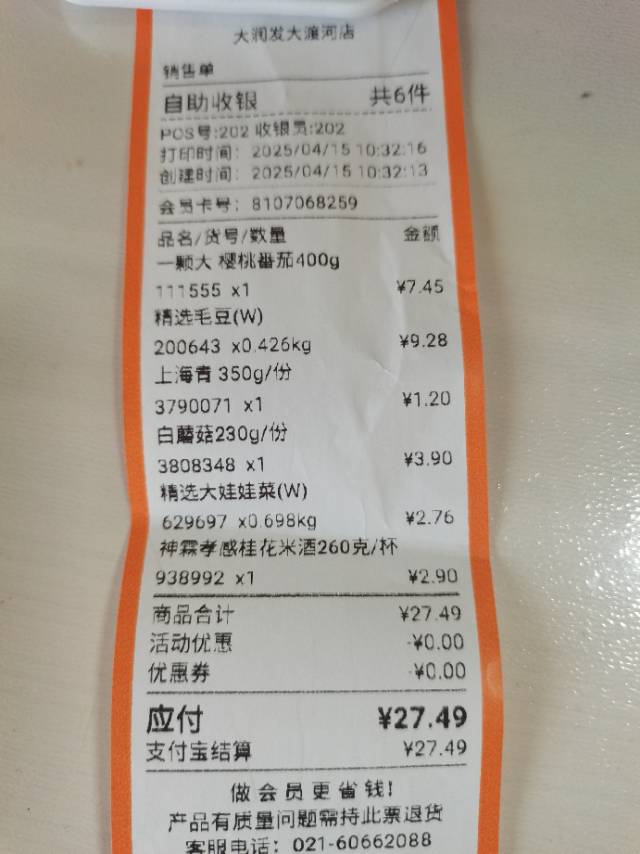 大润发大渡河店
销售单
自助收银 共6件
POS号:202 收银员:202
打印时间: 2025/04/15 10:32:16
创建时间: 2025/04/15 10:32:13
会员卡号: 8107068259
品名/货号/数量 金额
一颗大 樱桃番茄400g
111555 x1 ¥7.45
精选毛豆(W)
200643 x0.426kg ¥9.28
上海青 350g/份
3790071 x1 ¥1.20
白蘑菇230g/份
3808348 x1 ¥3.90
精选大娃娃菜(W)
629697 x0.698kg ¥2.76
神霖孝感桂花米酒260克/杯
938992 x1 ¥2.90
商品合计 ¥27.49
活动优惠 -¥0.00
优惠券 -¥0.00
应付 ¥27.49
支付宝结算 ¥27.49
做会员更省钱!
产品有质量问题需持此票退货
客服电话: 021-60662088